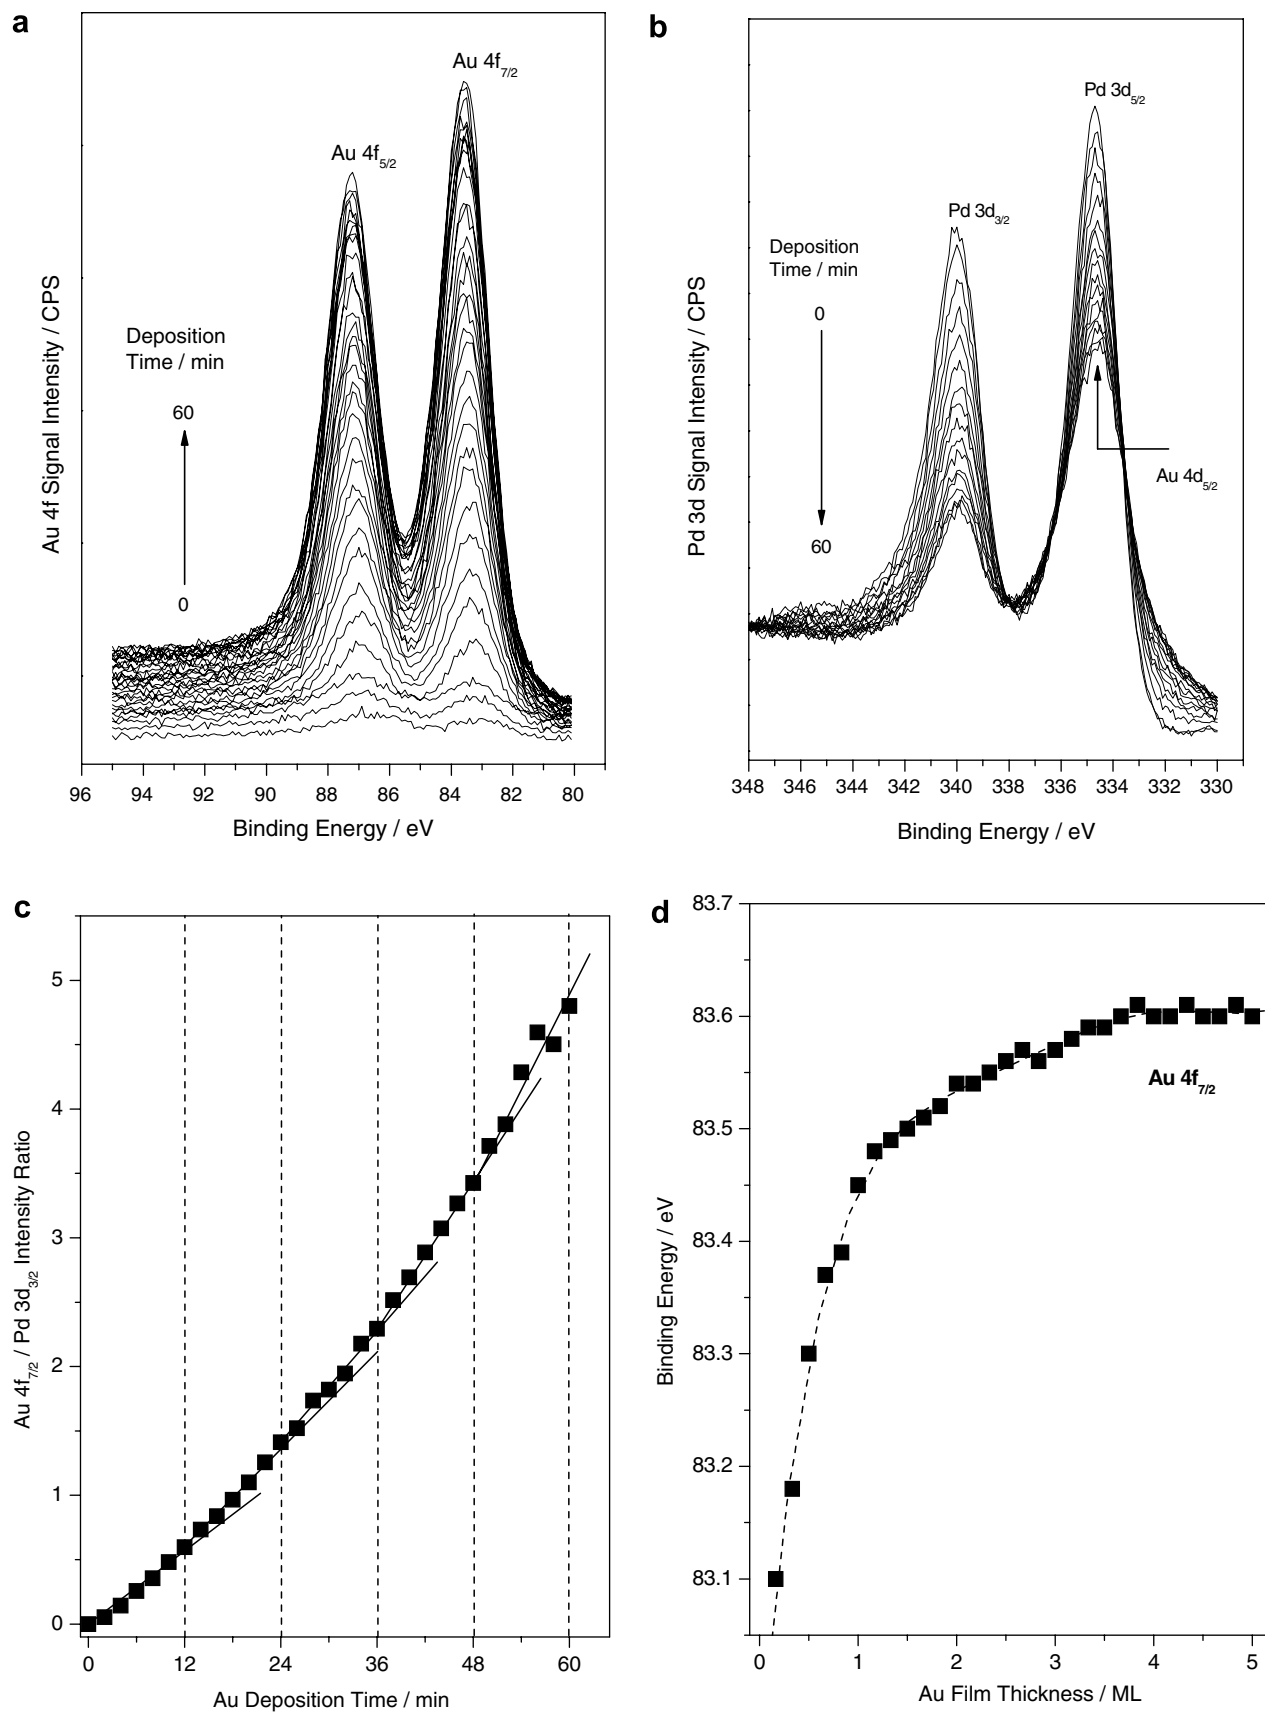 a
Au 4f7/2
Au 4f5/2
Deposition
Time / min
60
0
Au 4f Signal Intensity / CPS
96 94 92 90 88 86 84 82 80
Binding Energy / eV
b
Pd 3d5/2
Pd 3d3/2
Deposition
Time / min
0
60
Au 4d5/2
Pd 3d Signal Intensity / CPS
348 346 344 342 340 338 336 334 332 330
Binding Energy / eV
c
5
4
3
2
1
0
Au 4f7/2 / Pd 3d3/2 Intensity Ratio
0 12 24 36 48 60
Au Deposition Time / min
d
83.7
83.6
83.5
83.4
83.3
83.2
83.1
Au 4f7/2
Binding Energy / eV
0 1 2 3 4 5
Au Film Thickness / ML